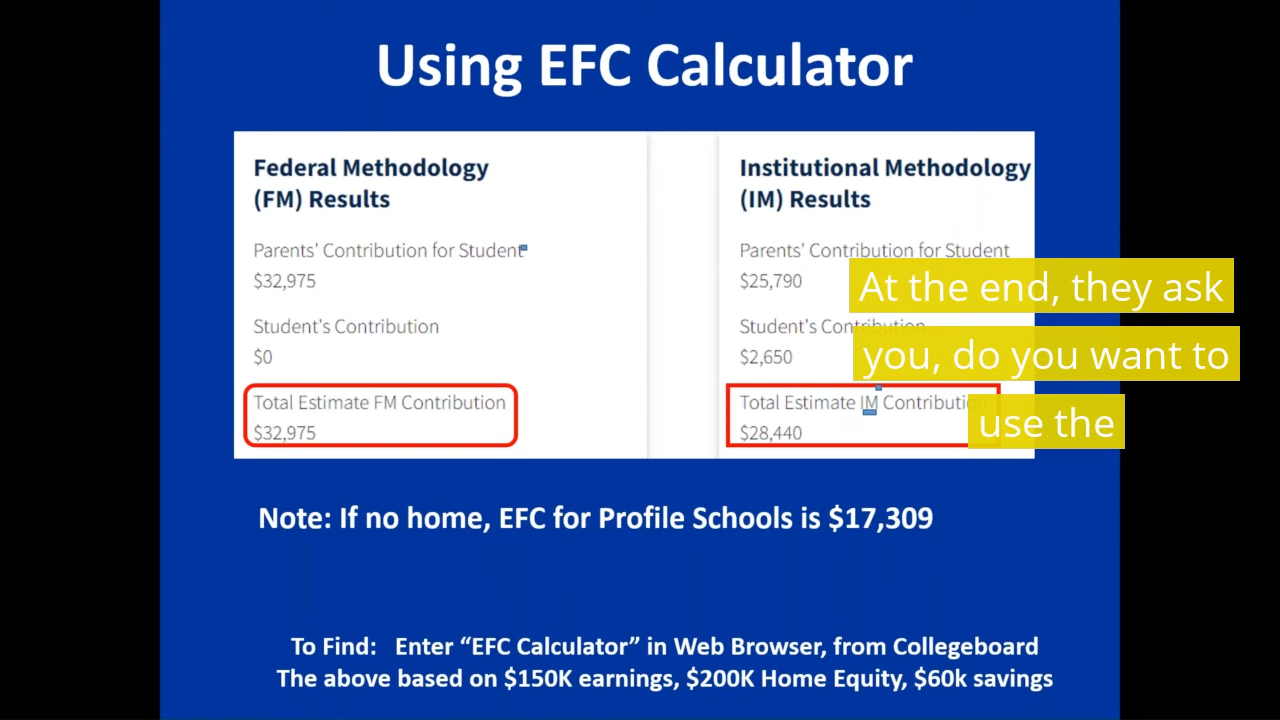 Using EFC Calculator
Federal Methodology
(FM) Results
Parents' Contribution for Student
$32,975
Student's Contribution
$0
Total Estimate FM Contribution
$32,975
Institutional Methodology
(IM) Results
Parents' Contribution for Student
$25,790
Student's Contribution
$2,650
Total Estimate IM Contribution
$28,440
At the end, they ask
you, do you want to
use the
Note: If no home, EFC for Profile Schools is $17,309
To Find: Enter “EFC Calculator” in Web Browser, from Collegeboard
The above based on $150K earnings, $200K Home Equity, $60k savings